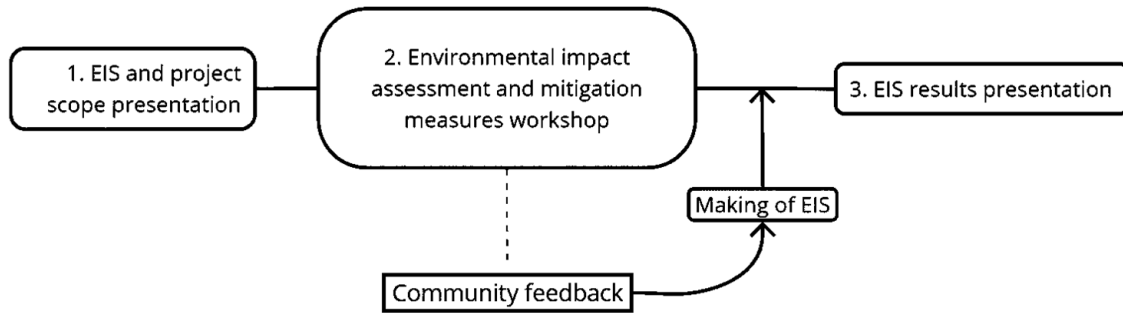 1. EIS and project
scope presentation
2. Environmental impact
assessment and mitigation
measures workshop
3. EIS results presentation
Making of EIS
Community feedback